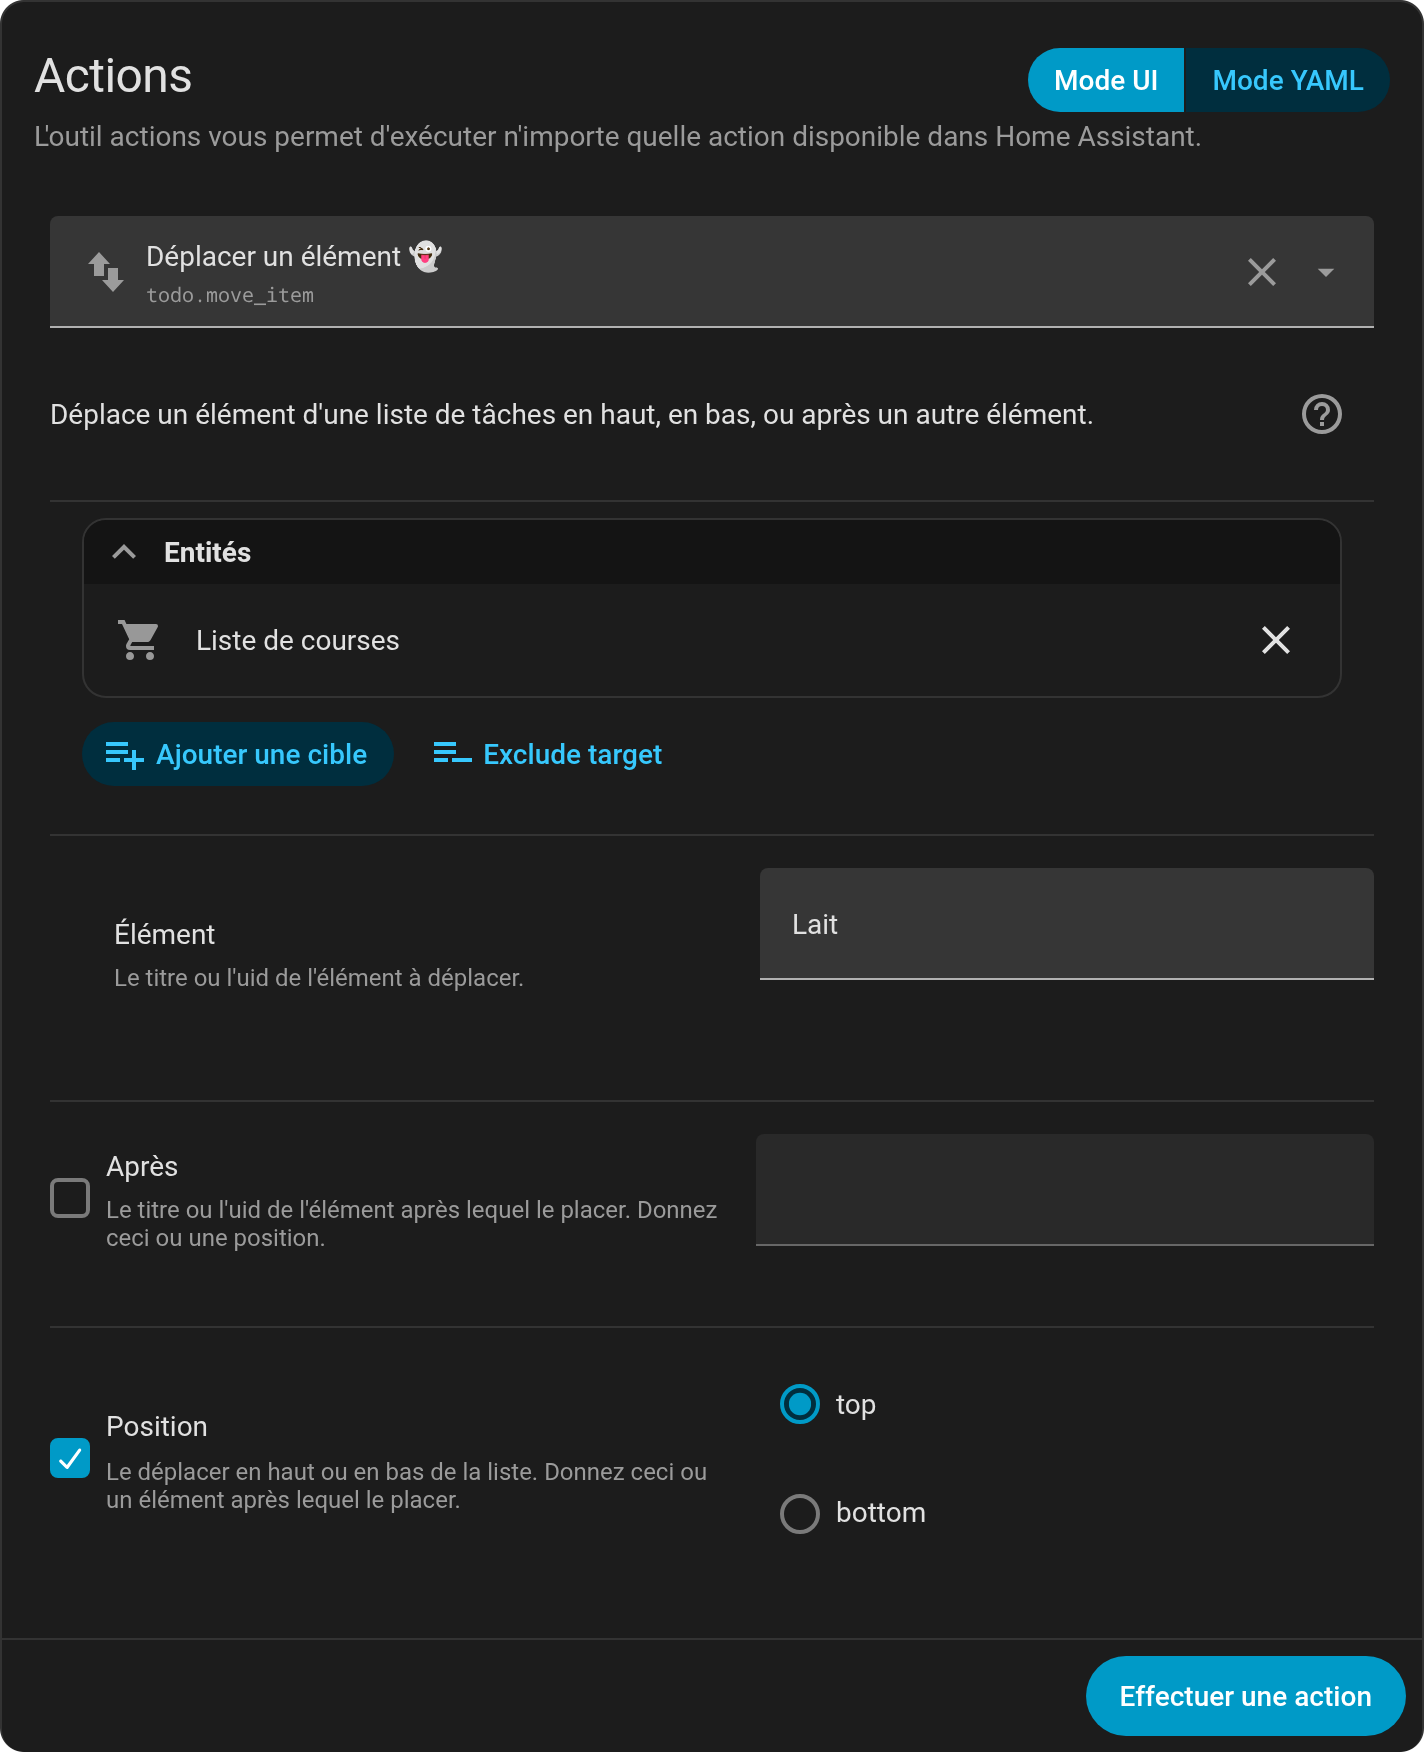 Actions
Mode UI
Mode YAML
L'outil actions vous permet d'exécuter n'importe quelle action disponible dans Home Assistant.
Déplacer un élément 👻
todo.move_item
Déplace un élément d'une liste de tâches en haut, en bas, ou après un autre élément.
Entités
Liste de courses
Ajouter une cible
Exclude target
Élément
Le titre ou l'uid de l'élément à déplacer.
Lait
Après
Le titre ou l'uid de l'élément après lequel le placer. Donnez
ceci ou une position.
Position
Le déplacer en haut ou en bas de la liste. Donnez ceci ou
un élément après lequel le placer.
top
bottom
Effectuer une action